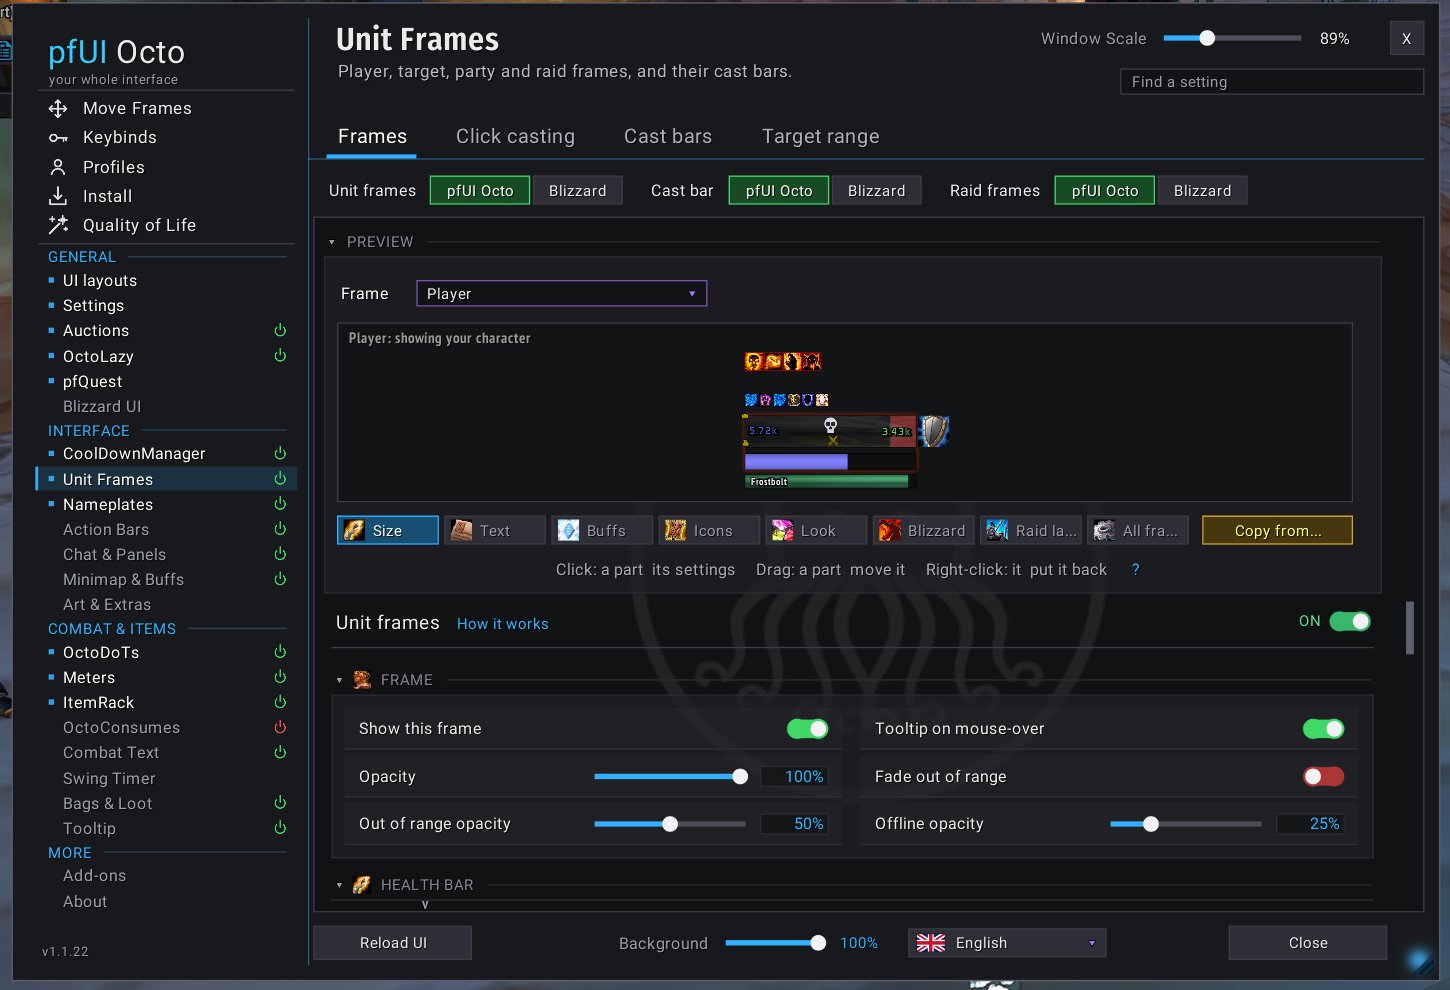 pfUI Octo
your whole interface
Move Frames
Keybinds
Profiles
Install
Quality of Life
GENERAL
UI layouts
Settings
Auctions
OctoLazy
pfQuest
Blizzard UI
INTERFACE
CoolDownManager
Unit Frames
Nameplates
Action Bars
Chat & Panels
Minimap & Buffs
Art & Extras
COMBAT & ITEMS
OctoDoTs
Meters
ItemRack
OctoConsumes
Combat Text
Swing Timer
Bags & Loot
Tooltip
MORE
Add-ons
About
v1.1.22
Unit Frames
Player, target, party and raid frames, and their cast bars.
Window Scale 89% X
Find a setting
Frames Click casting Cast bars Target range
Unit frames pfUI Octo Blizzard Cast bar pfUI Octo Blizzard Raid frames pfUI Octo Blizzard
PREVIEW
Frame Player
Player: showing your character
5.72k 3.43k
Frostbolt
Size Text Buffs Icons Look Blizzard Raid la... All fra... Copy from...
Click: a part its settings Drag: a part move it Right-click: it put it back ?
Unit frames How it works ON
FRAME
Show this frame Tooltip on mouse-over
Opacity 100% Fade out of range
Out of range opacity 50% Offline opacity 25%
HEALTH BAR
v
Reload UI Background 100% English Close